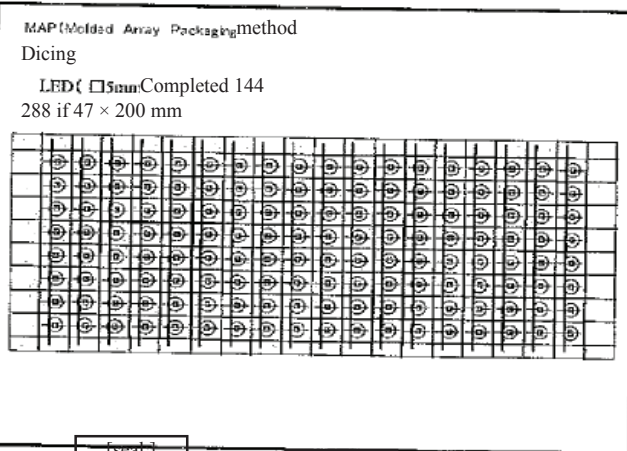 MAP(Molded Array Packaging method
Dicing
LED( □5mm Completed 144
288 if 47 × 200 mm